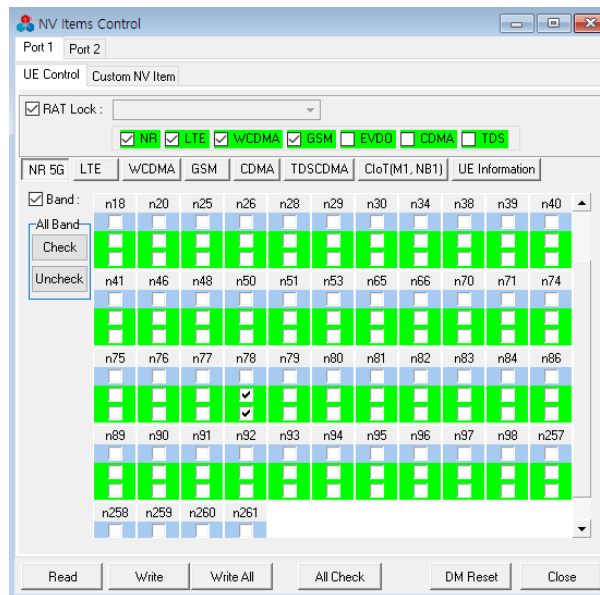 NV Items Control
Port 1 Port 2
UE Control Custom NV Item
RAT Lock :
NR LTE WCDMA GSM EVDO CDMA TDS
NR 5G LTE WCDMA GSM CDMA TDSCDMA CIoT(M1, NB1) UE Information
Band :
All Band
Check
Uncheck
n18 n20 n25 n26 n28 n29 n30 n34 n38 n39 n40
n41 n46 n48 n50 n51 n53 n65 n66 n70 n71 n74
n75 n76 n77 n78 n79 n80 n81 n82 n83 n84 n86
n89 n90 n91 n92 n93 n94 n95 n96 n97 n98 n257
n258 n259 n260 n261
Read Write Write All All Check DM Reset Close